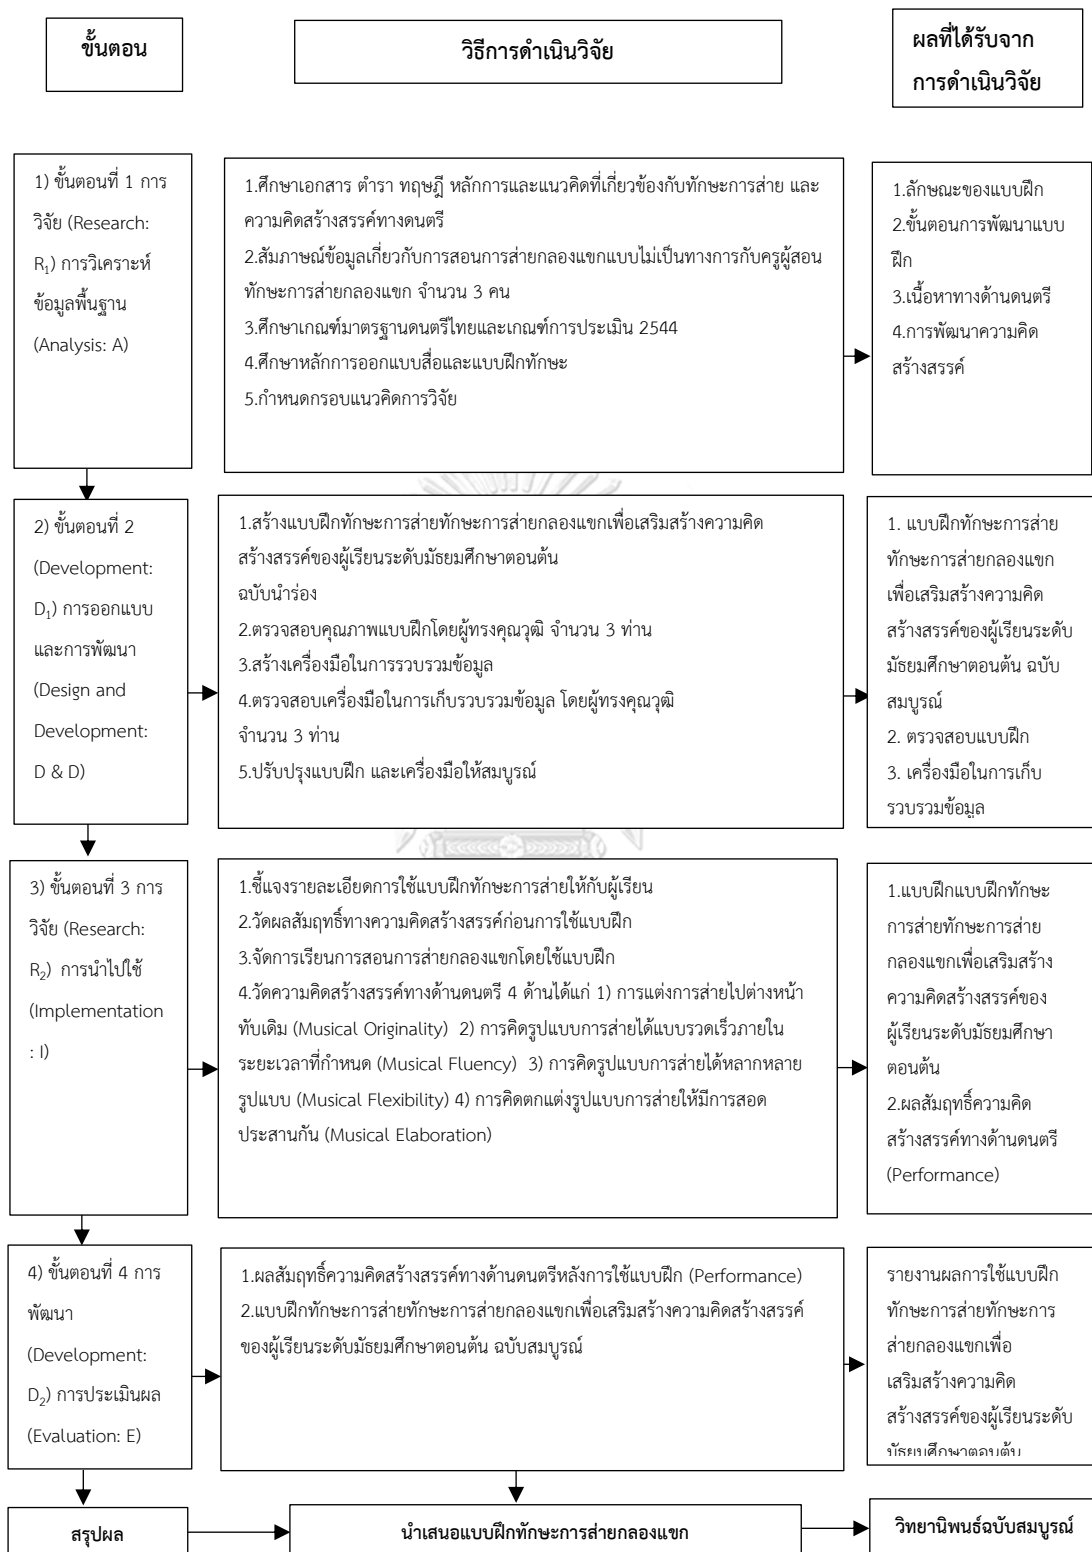 ขั้นตอน
วิธีการดำเนินวิจัย
ผลที่ได้รับจาก
การดำเนินวิจัย
1) ขั้นตอนที่ 1 การ
วิจัย (Research:
R₁) การวิเคราะห์
ข้อมูลพื้นฐาน
(Analysis: A)
1.ศึกษาเอกสาร ตำรา ทฤษฎี หลักการและแนวคิดที่เกี่ยวข้องกับทักษะการส่าย และ
ความคิดสร้างสรรค์ทางดนตรี
2.สัมภาษณ์ข้อมูลเกี่ยวกับการสอนการส่ายกลองแขกแบบไม่เป็นทางการกับครูผู้สอน
ทักษะการส่ายกลองแขก จำนวน 3 คน
3.ศึกษาเกณฑ์มาตรฐานดนตรีไทยและเกณฑ์การประเมิน 2544
4.ศึกษาหลักการออกแบบสื่อและแบบฝึกทักษะ
5.กำหนดกรอบแนวคิดการวิจัย
1.ลักษณะของแบบฝึก
2.ขั้นตอนการพัฒนาแบบ
ฝึก
3.เนื้อหาทางด้านดนตรี
4.การพัฒนาความคิด
สร้างสรรค์
2) ขั้นตอนที่ 2
(Development:
D₁) การออกแบบ
และการพัฒนา
(Design and
Development:
D & D)
1.สร้างแบบฝึกทักษะการส่ายทักษะการส่ายกลองแขกเพื่อเสริมสร้างความคิด
สร้างสรรค์ของผู้เรียนระดับมัธยมศึกษาตอนต้น
ฉบับนำร่อง
2.ตรวจสอบคุณภาพแบบฝึกโดยผู้ทรงคุณวุฒิ จำนวน 3 ท่าน
3.สร้างเครื่องมือในการรวบรวมข้อมูล
4.ตรวจสอบเครื่องมือในการเก็บรวบรวมข้อมูล โดยผู้ทรงคุณวุฒิ
จำนวน 3 ท่าน
5.ปรับปรุงแบบฝึก และเครื่องมือให้สมบูรณ์
1. แบบฝึกทักษะการส่าย
ทักษะการส่ายกลองแขก
เพื่อเสริมสร้างความคิด
สร้างสรรค์ของผู้เรียนระดับ
มัธยมศึกษาตอนต้น ฉบับ
สมบูรณ์
2. ตรวจสอบแบบฝึก
3. เครื่องมือในการเก็บ
รวบรวมข้อมูล
3) ขั้นตอนที่ 3 การ
วิจัย (Research:
R₂) การนำไปใช้
(Implementation
: I)
1.ชี้แจงรายละเอียดการใช้แบบฝึกทักษะการส่ายให้กับผู้เรียน
2.วัดผลสัมฤทธิ์ทางความคิดสร้างสรรค์ก่อนการใช้แบบฝึก
3.จัดการเรียนการสอนการส่ายกลองแขกโดยใช้แบบฝึก
4.วัดความคิดสร้างสรรค์ทางด้านดนตรี 4 ด้านได้แก่ 1) การแต่งการส่ายไปต่างหน้า
ทับเดิม (Musical Originality) 2) การคิดรูปแบบการส่ายได้แบบรวดเร็วภายใน
ระยะเวลาที่กำหนด (Musical Fluency) 3) การคิดรูปแบบการส่ายได้หลากหลาย
รูปแบบ (Musical Flexibility) 4) การคิดตกแต่งรูปแบบการส่ายให้มีการสอด
ประสานกัน (Musical Elaboration)
1.แบบฝึกแบบฝึกทักษะ
การส่ายทักษะการส่าย
กลองแขกเพื่อเสริมสร้าง
ความคิดสร้างสรรค์ของ
ผู้เรียนระดับมัธยมศึกษา
ตอนต้น
2.ผลสัมฤทธิ์ความคิด
สร้างสรรค์ทางด้านดนตรี
(Performance)
4) ขั้นตอนที่ 4 การ
พัฒนา
(Development:
D₂) การประเมินผล
(Evaluation: E)
1.ผลสัมฤทธิ์ความคิดสร้างสรรค์ทางด้านดนตรีหลังการใช้แบบฝึก (Performance)
2.แบบฝึกทักษะการส่ายทักษะการส่ายกลองแขกเพื่อเสริมสร้างความคิดสร้างสรรค์
ของผู้เรียนระดับมัธยมศึกษาตอนต้น ฉบับสมบูรณ์
รายงานผลการใช้แบบฝึก
ทักษะการส่ายทักษะการ
ส่ายกลองแขกเพื่อ
เสริมสร้างความคิด
สร้างสรรค์ของผู้เรียนระดับ
มัธยมศึกษาตอนต้น
สรุปผล
นำเสนอแบบฝึกทักษะการส่ายกลองแขก
วิทยานิพนธ์ฉบับสมบูรณ์